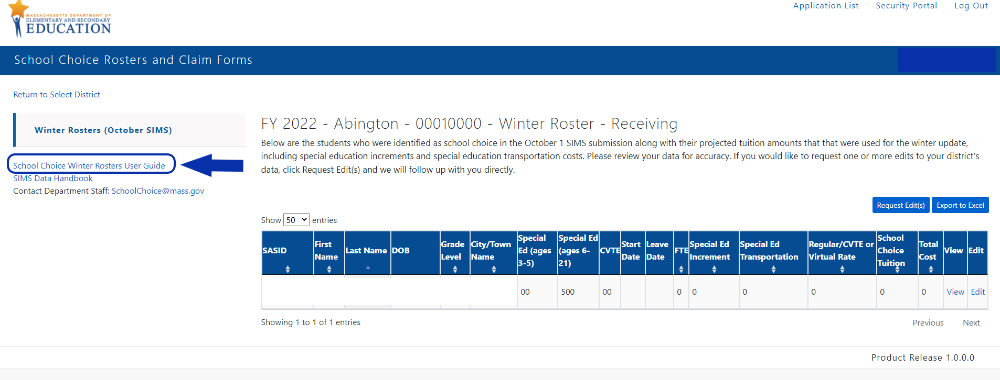 Application List Security Portal Log Out
MASSACHUSETTS DEPARTMENT OF
ELEMENTARY AND SECONDARY
EDUCATION
School Choice Rosters and Claim Forms
Return to Select District
Winter Rosters (October SIMS)
School Choice Winter Rosters User Guide
SIMS Data Handbook
Contact Department Staff: SchoolChoice@mass.gov
FY 2022 - Abington - 00010000 - Winter Roster - Receiving
Below are the students who were identified as school choice in the October 1 SIMS submission along with their projected tuition amounts that that were used for the winter update,
including special education increments and special education transportation costs. Please review your data for accuracy. If you would like to request one or more edits to your district's
data, click Request Edit(s) and we will follow up with you directly.
Request Edit(s) Export to Excel
Show 50 entries
SASID First Name Last Name DOB Grade Level City/Town Name Special Ed (ages 3-5) Special Ed (ages 6-21) CVTE Start Date Leave Date FTE Special Ed Increment Special Ed Transportation Regular/CVTE or Virtual Rate School Choice Tuition Total Cost View Edit
00 500 00 0 0 0 0 0 0 View Edit
Showing 1 to 1 of 1 entries
Previous Next
Product Release 1.0.0.0